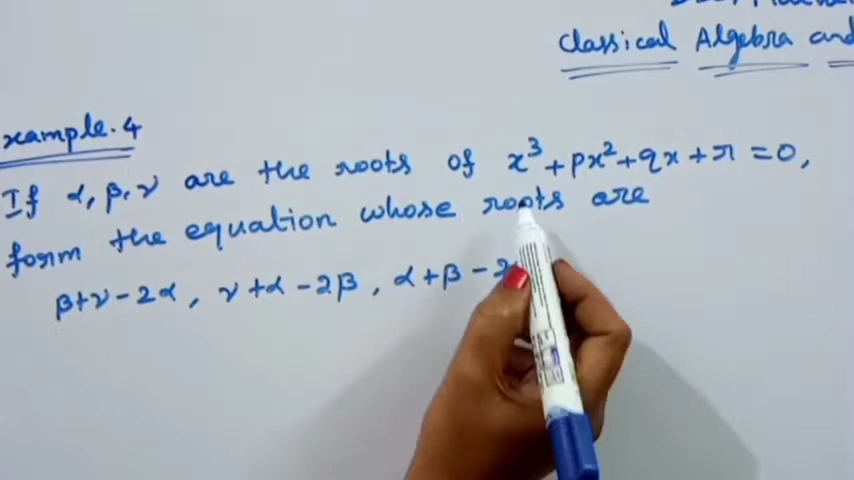 classical Algebra and
xample.4
If α, β, γ are the roots of x³+px²+qx+r=0,
form the equation whose roots are
β+γ-2α, γ+α-2β, α+β-2